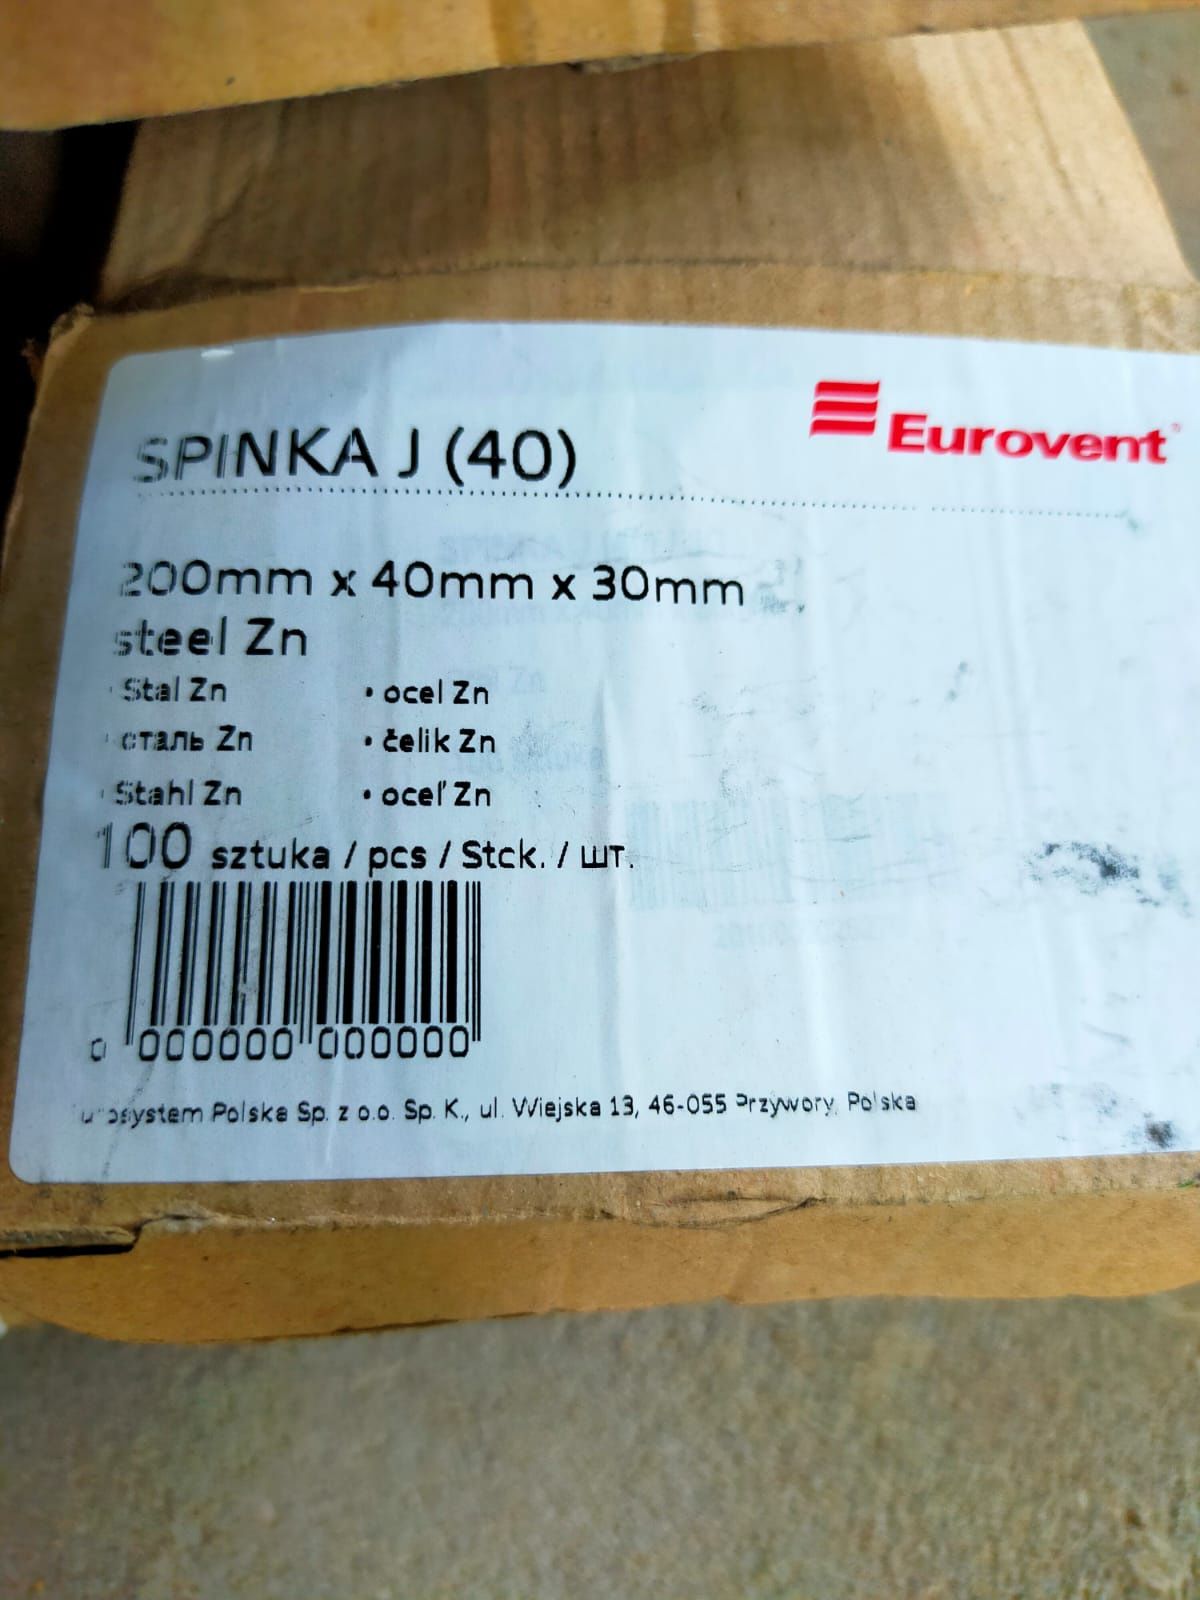 Eurovent
SPINKA J (40)
200mm x 40mm x 30mm
steel Zn
• Stal Zn • ocel Zn
• сталь Zn • čelik Zn
• Stahl Zn • oceľ Zn
100 sztuka / pcs / Stck. / шт.
0 000000 000000
Polska Sp. z o.o. Sp. K., ul. Wiejska 13, 46-055 Przywory, Polska